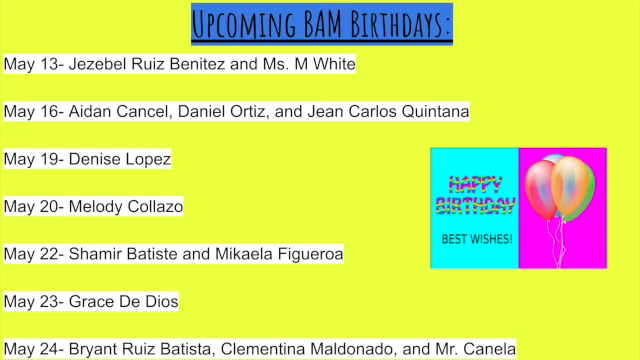 Upcoming BAM Birthdays:
May 13- Jezebel Ruiz Benitez and Ms. M White
May 16- Aidan Cancel, Daniel Ortiz, and Jean Carlos Quintana
May 19- Denise Lopez
HAPPY
BIRTHDAY
BEST WISHES!
May 20- Melody Collazo
May 22- Shamir Batiste and Mikaela Figueroa
May 23- Grace De Dios
May 24- Bryant Ruiz Batista, Clementina Maldonado, and Mr. Canela